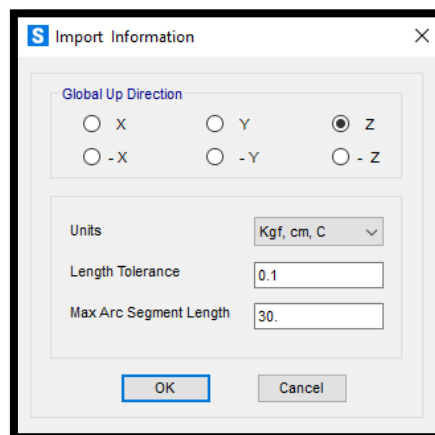 S Import Information
Global Up Direction
X Y Z
- X - Y - Z
Units Kgf, cm, C
Length Tolerance 0.1
Max Arc Segment Length 30.
OK Cancel